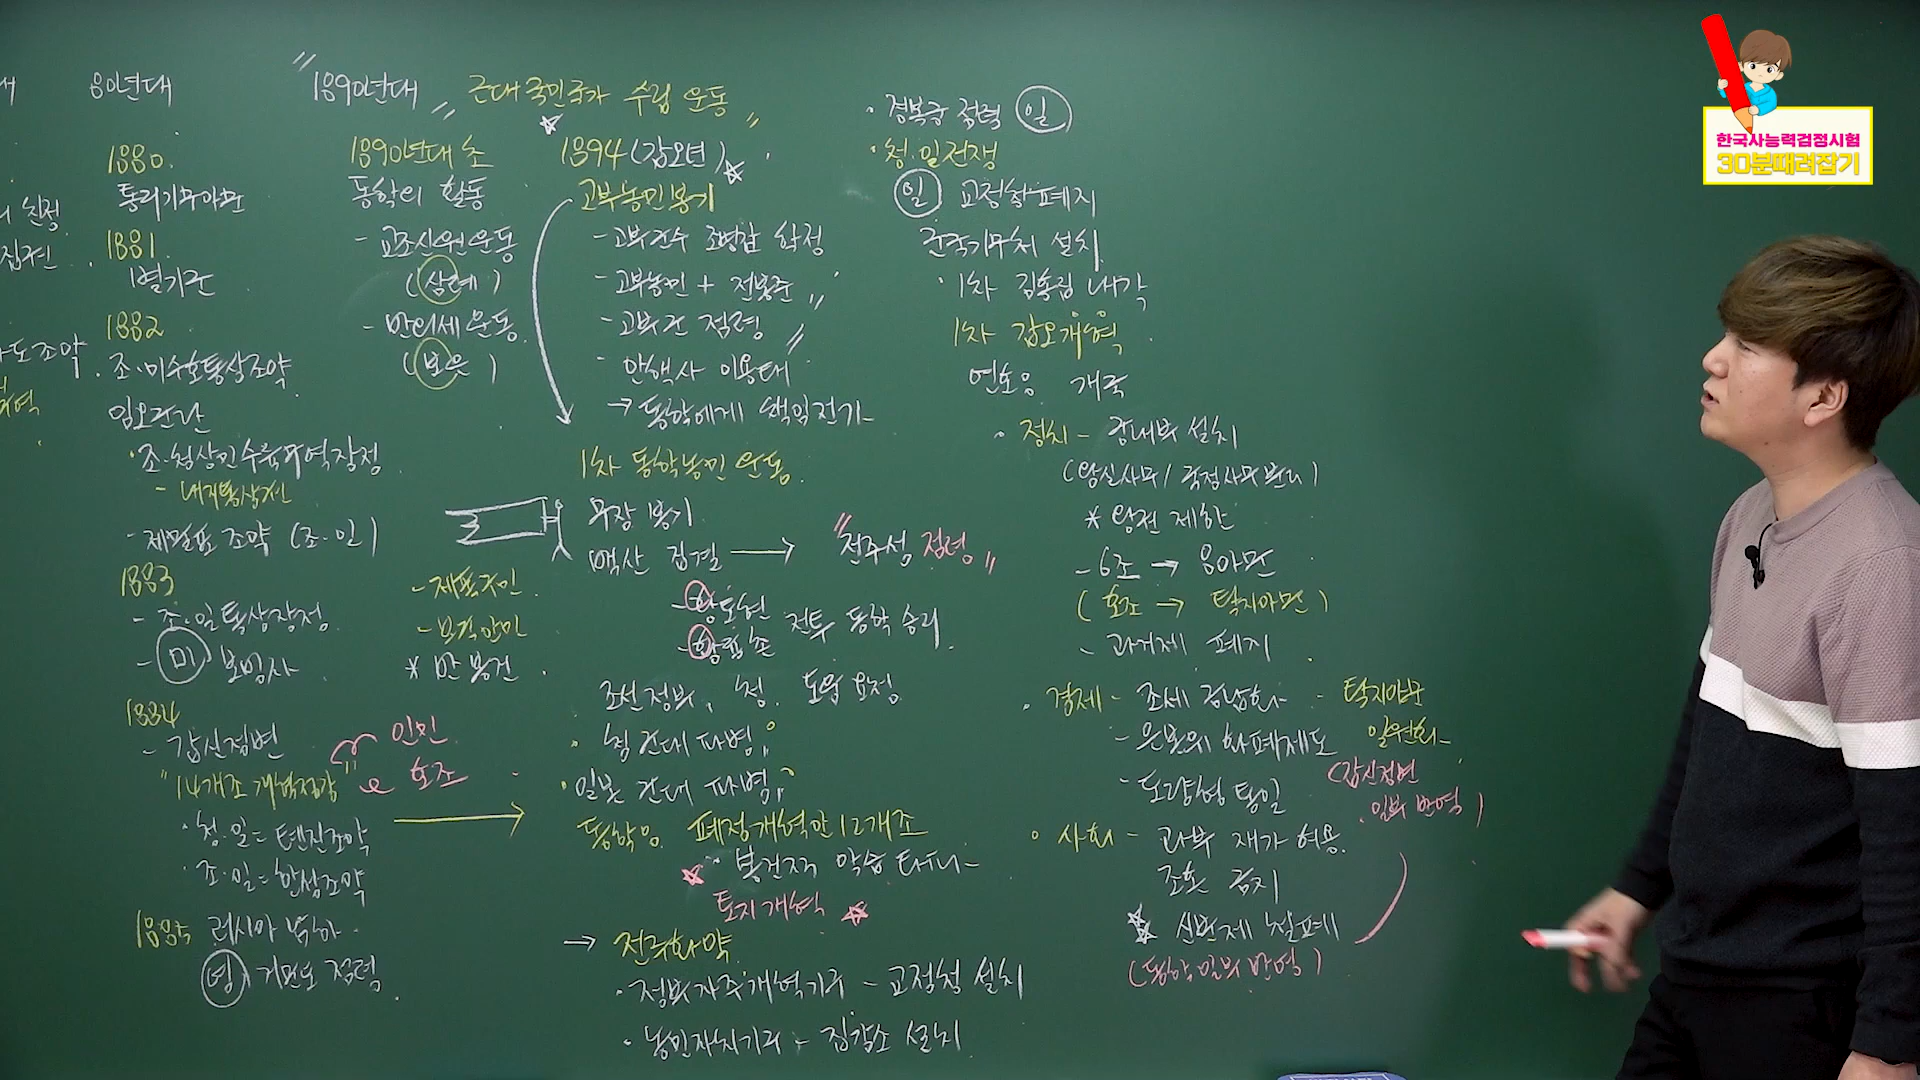 80년대
1880.
통리기무아문
1881.
별기군
1882
조·미수호통상조약
임오군란
·조·청상민수륙무역장정
- 내지통상권
- 제물포 조약 (조·일)
1883
- 조·일통상장정
- 미 보빙사
1884
- 갑신정변
"14개조 개혁정강"
인민
호조
·청·일=톈진조약
·조·일=한성조약
1885 러시아 남하
영 거문도 점령
친정
집권
도조약
"1890년대" 근대 국민국가 수립 운동"
1890년대 초
동학의 활동
- 교조신원운동
(삼례)
- 만의세운동
(보은)
- 제폭구민
- 보국안민
* 반봉건
1894 (갑오년)
고부농민봉기
- 고부군수 조병갑 학정
- 고부농민 + 전봉준
- 고부관 점령
- 안핵사 이용태
→ 동학에게 책임전가
1차 동학농민 운동.
무장 봉기
백산 집결 → "전주성 점령"
- 황토현
- 황룡촌 전투 동학 승리
조선정부, 청. 도움 요청
· 청 군대 파병
· 일본 군대 파병
동학은 폐정개혁안12개조
봉건적 악습 타파
토지개혁
→ 전주화약
·정부자주개혁기구 - 교정청 설치
·농민자치기구 - 집강소 설치
·경복궁 점령 일
·청·일전쟁
일 교정청폐지
군국기무처 설치
·1차 김홍집 내각
1차 갑오개혁
연호: 개국
· 정치 - 궁내부 설치
(왕실사무/국정사무분리)
* 왕권 제한
- 6조 → 8아문
(호조 → 탁지아문)
- 과거제 폐지
· 경제 - 조세 금납화 - 탁지아문
일원화
- 은본위 화폐제도
- 도량형 통일
(갑신정변
일부 반영)
· 사회 - 과부 재가 허용.
조혼 금지
신분제 철폐
(동학 일부 반영)
한국사능력검정시험
30분때려잡기